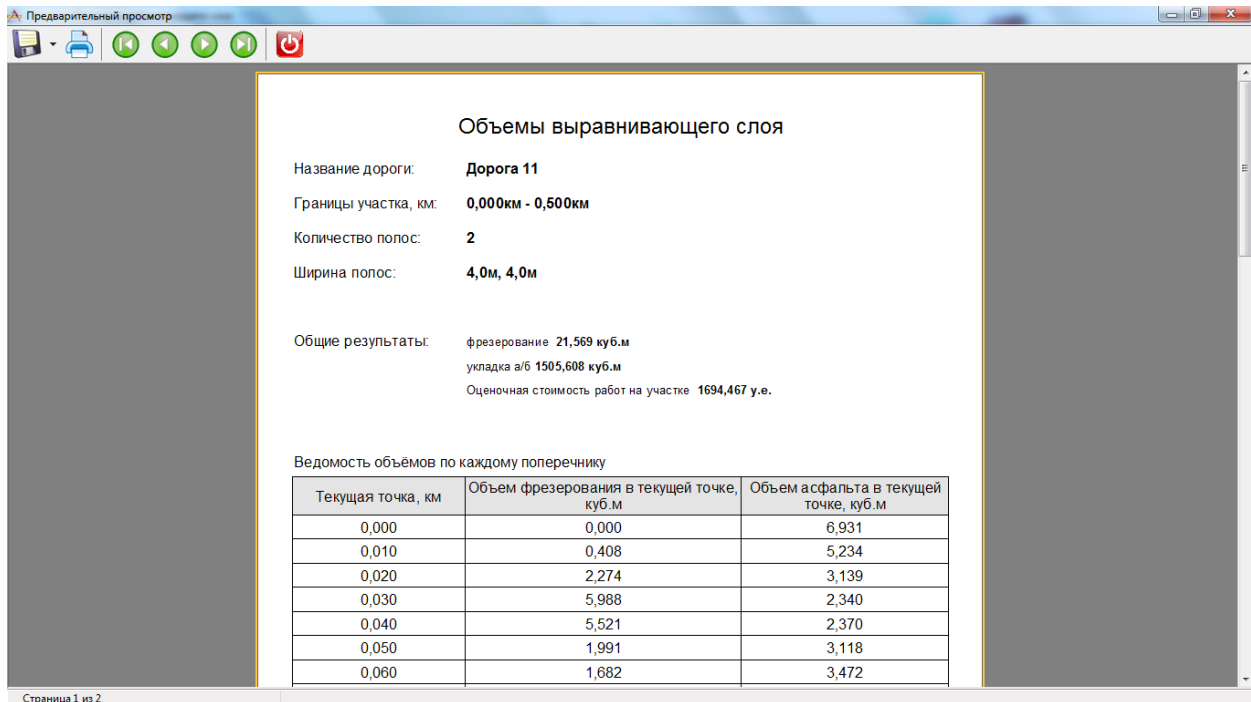 Предварительный просмотр
Объемы выравнивающего слоя
Название дороги: Дорога 11
Границы участка, км: 0,000км - 0,500км
Количество полос: 2
Ширина полос: 4,0м, 4,0м
Общие результаты: фрезерование 21,569 куб.м
укладка а/б 1505,608 куб.м
Оценочная стоимость работ на участке 1694,467 у.е.
Ведомость объёмов по каждому поперечнику
Текущая точка, км Объем фрезерования в текущей точке, куб.м Объем асфальта в текущей точке, куб.м
0,000 0,000 6,931
0,010 0,408 5,234
0,020 2,274 3,139
0,030 5,988 2,340
0,040 5,521 2,370
0,050 1,991 3,118
0,060 1,682 3,472
Страница 1 из 2